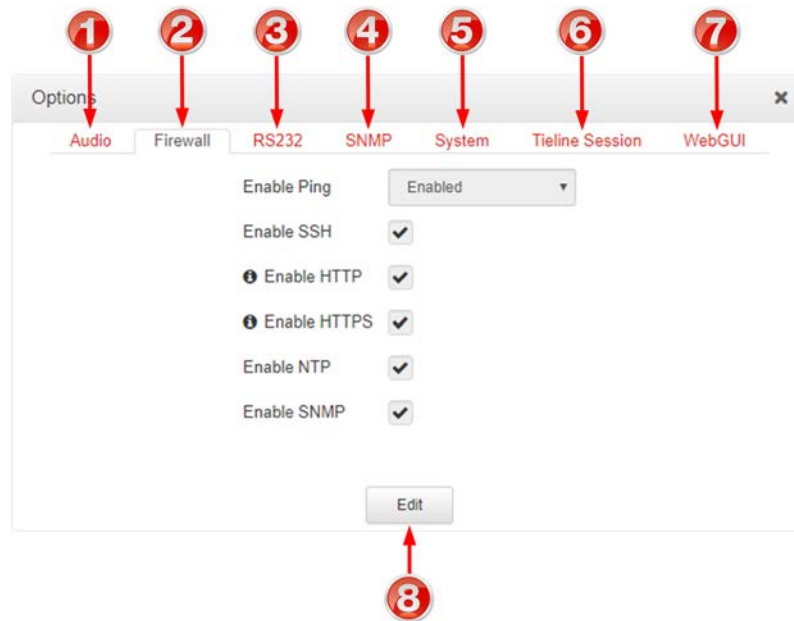 1 2 3 4 5 6 7
Options
Audio Firewall RS232 SNMP System Tieline Session WebGUI
Enable Ping Enabled
Enable SSH
Enable HTTP
Enable HTTPS
Enable NTP
Enable SNMP
Edit
8